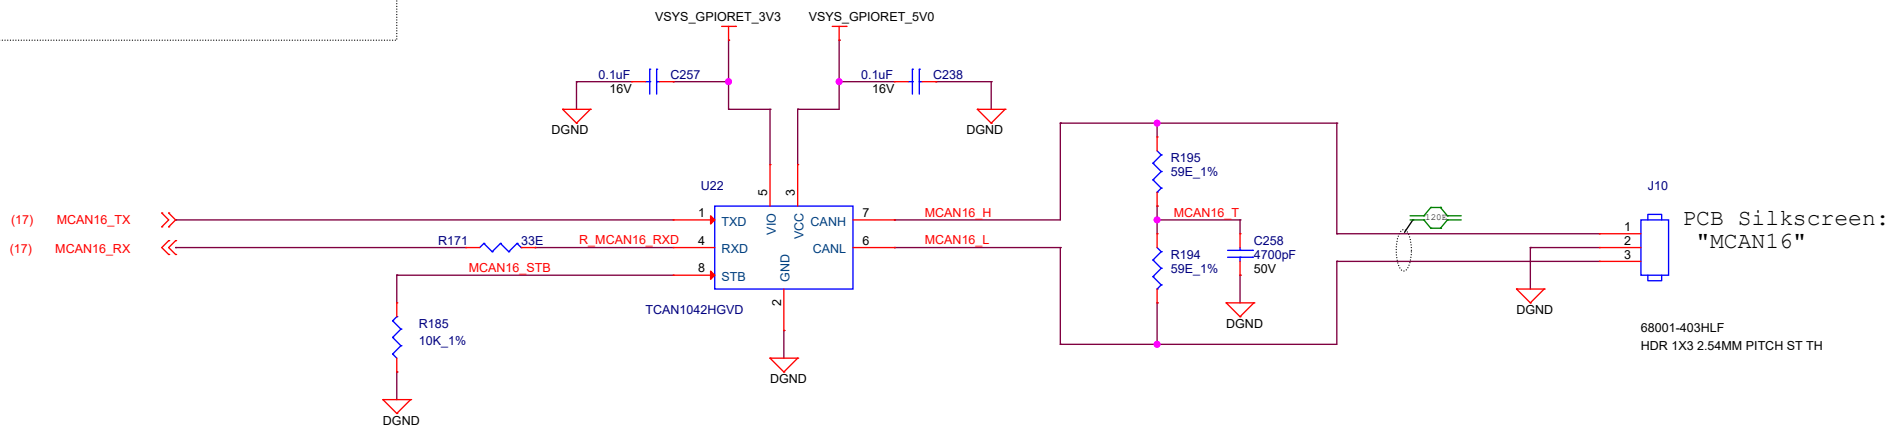 VSYS_GPIORET_3V3
VSYS_GPIORET_5V0
0.1uF
16V
C257
0.1uF
16V
C238
DGND
DGND
R195
59E_1%
U22
J10
5
3
(17) MCAN16_TX
1
TXD
VIO
VCC
CANH
7
MCAN16_H
MCAN16_T
120E
1
PCB Silkscreen:
"MCAN16"
(17) MCAN16_RX
R171
33E
R_MCAN16_RXD
4
RXD
CANL
6
MCAN16_L
2
3
MCAN16_STB
8
STB
GND
2
R194
59E_1%
C258
4700pF
50V
TCAN1042HGVD
DGND
DGND
R185
10K_1%
68001-403HLF
HDR 1X3 2.54MM PITCH ST TH
DGND
DGND